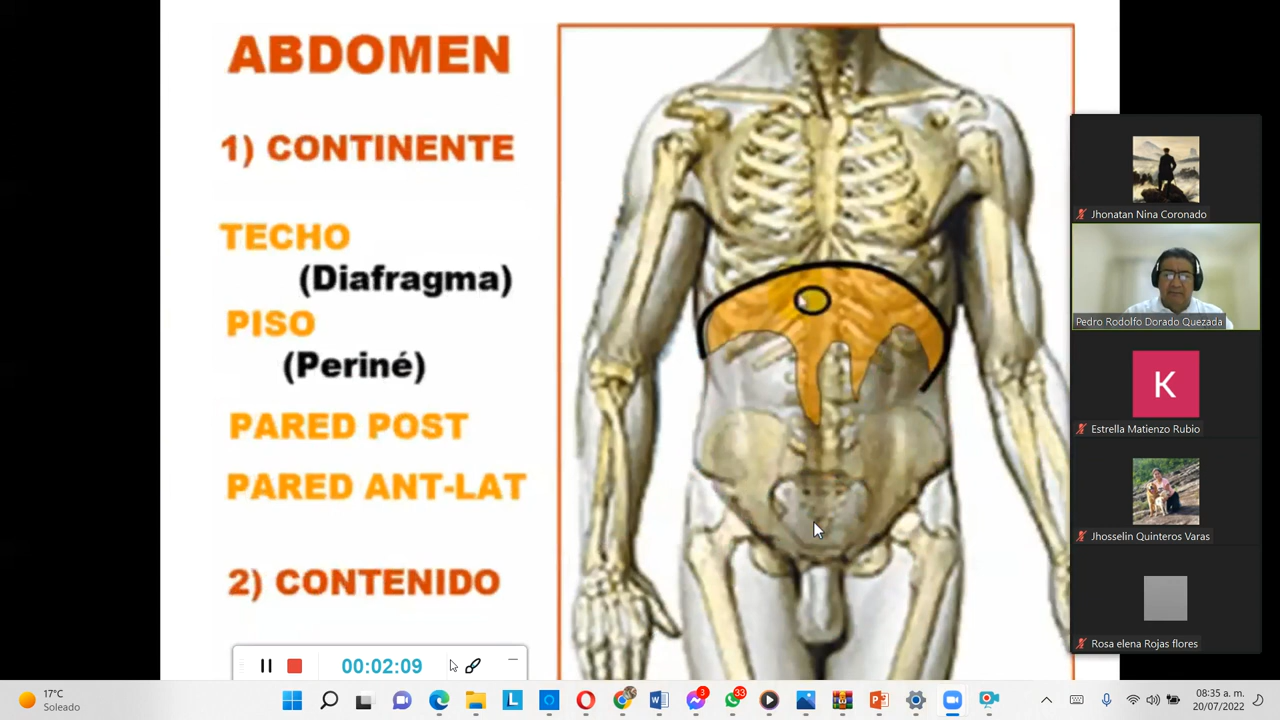 ABDOMEN
1) CONTINENTE
TECHO
(Diafragma)
PISO
(Periné)
PARED POST
PARED ANT-LAT
2) CONTENIDO
00:02:09
Jhonatan Nina Coronado
Pedro Rodolfo Dorado Quezada
K
Estrella Matienzo Rubio
Jhosselin Quinteros Varas
Rosa elena Rojas flores
17°C
Soleado
L
W
3
33
P
08:35 a. m.
20/07/2022